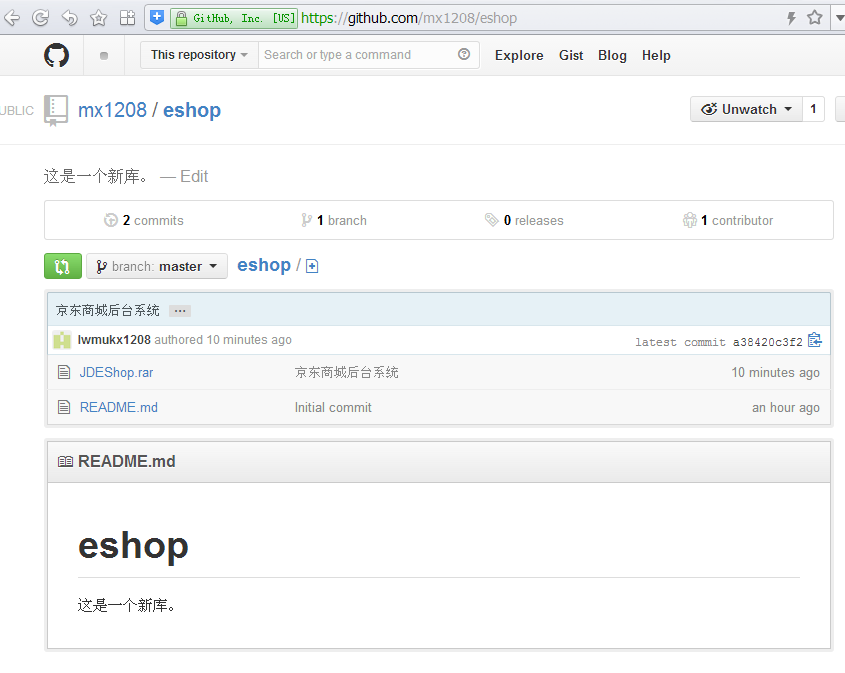 GitHub, Inc. [US] https://github.com/mx1208/eshop
This repository Search or type a command Explore Gist Blog Help
UBLIC mx1208 / eshop Unwatch 1
这是一个新库。 — Edit
2 commits 1 branch 0 releases 1 contributor
branch: master eshop /
京东商城后台系统 ...
lwmukx1208 authored 10 minutes ago latest commit a38420c3f2
JDEShop.rar 京东商城后台系统 10 minutes ago
README.md Initial commit an hour ago
README.md
eshop
这是一个新库。